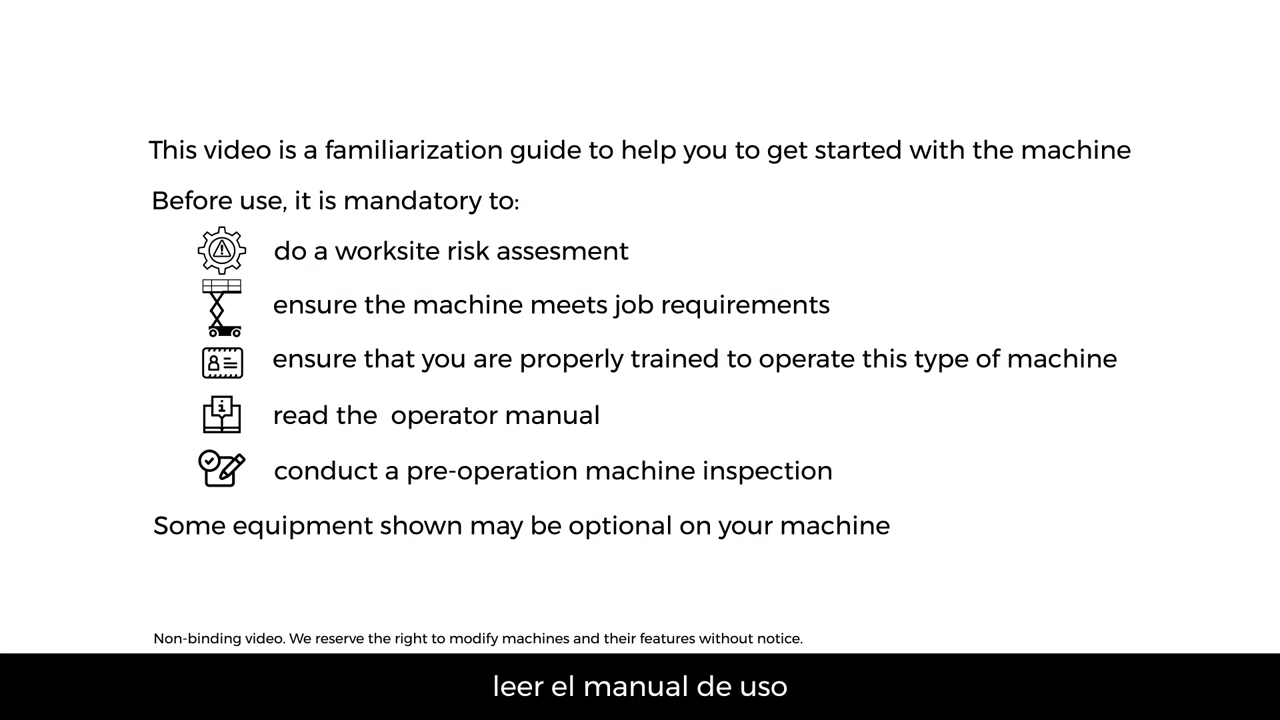 This video is a familiarization guide to help you to get started with the machine
Before use, it is mandatory to:
do a worksite risk assesment
ensure the machine meets job requirements
ensure that you are properly trained to operate this type of machine
read the  operator manual
conduct a pre-operation machine inspection
Some equipment shown may be optional on your machine
Non-binding video. We reserve the right to modify machines and their features without notice.
leer el manual de uso